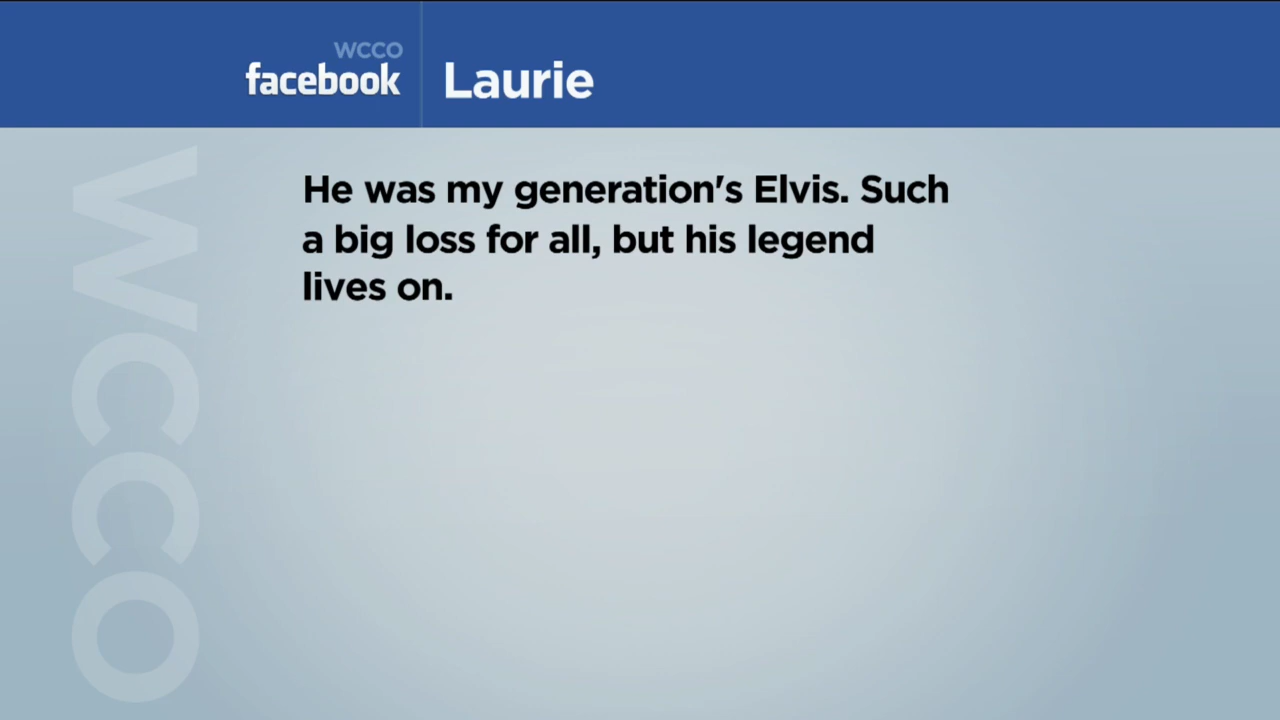 WCCO
facebook
Laurie
He was my generation's Elvis. Such
a big loss for all, but his legend
lives on.
WCCO